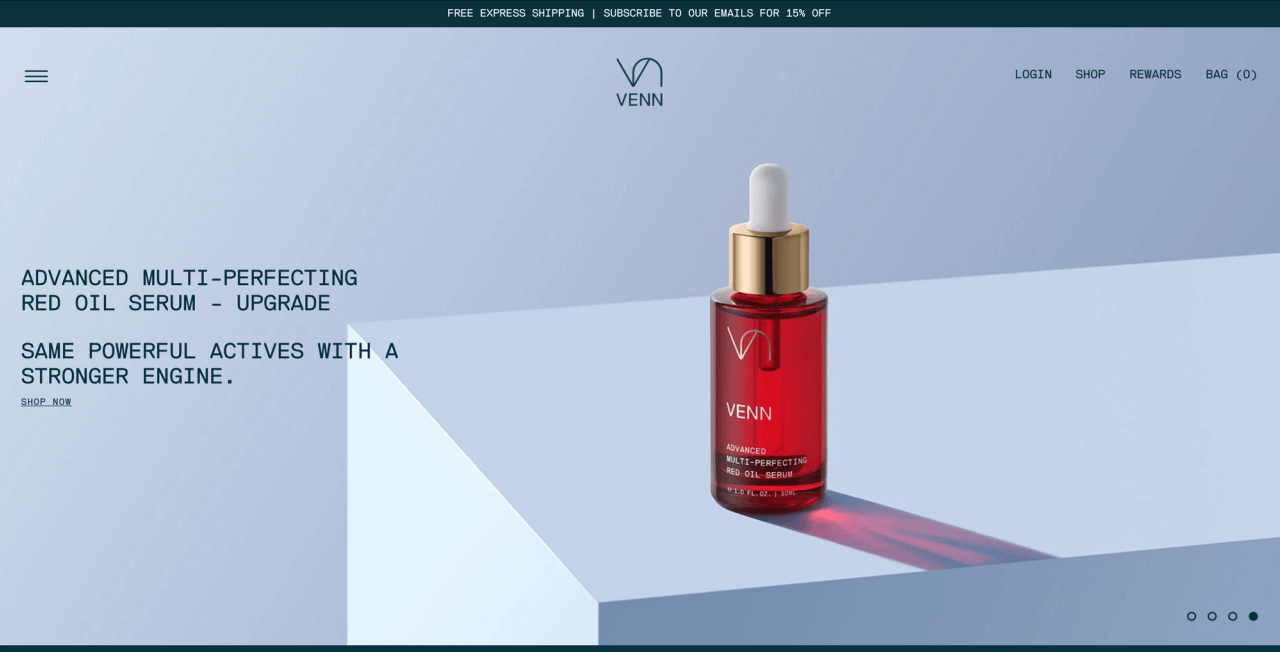 FREE EXPRESS SHIPPING | SUBSCRIBE TO OUR EMAILS FOR 15% OFF
VENN
LOGIN SHOP REWARDS BAG (0)
ADVANCED MULTI-PERFECTING
RED OIL SERUM - UPGRADE
SAME POWERFUL ACTIVES WITH A
STRONGER ENGINE.
SHOP NOW
VENN
ADVANCED
MULTI-PERFECTING
RED OIL SERUM
1.0 FL.OZ. | 30ML